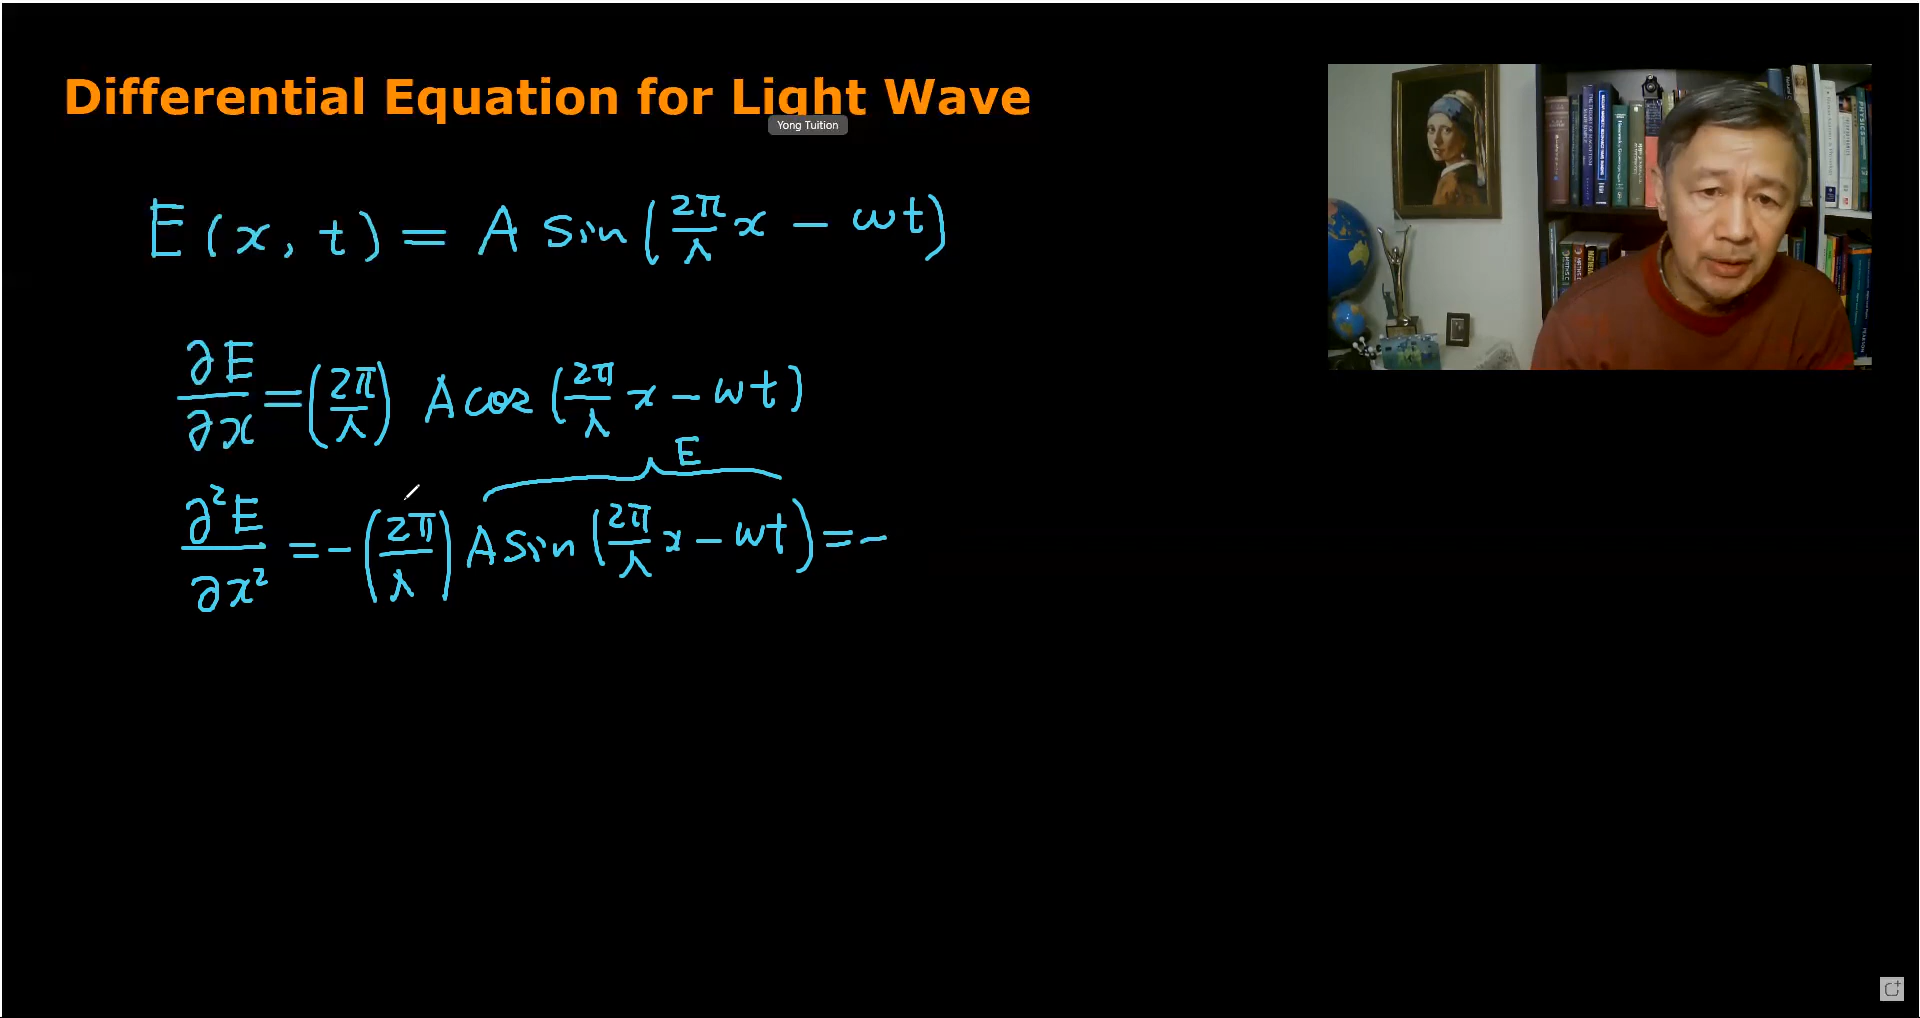 Differential Equation for Light Wave
Yong Tuition
E(x, t) = A Sin(2π/λ x − ωt)
∂E/∂x = (2π/λ) A cos(2π/λ x − ωt)
E
∂²E/∂x² = −(2π/λ) A Sin(2π/λ x − ωt) = −